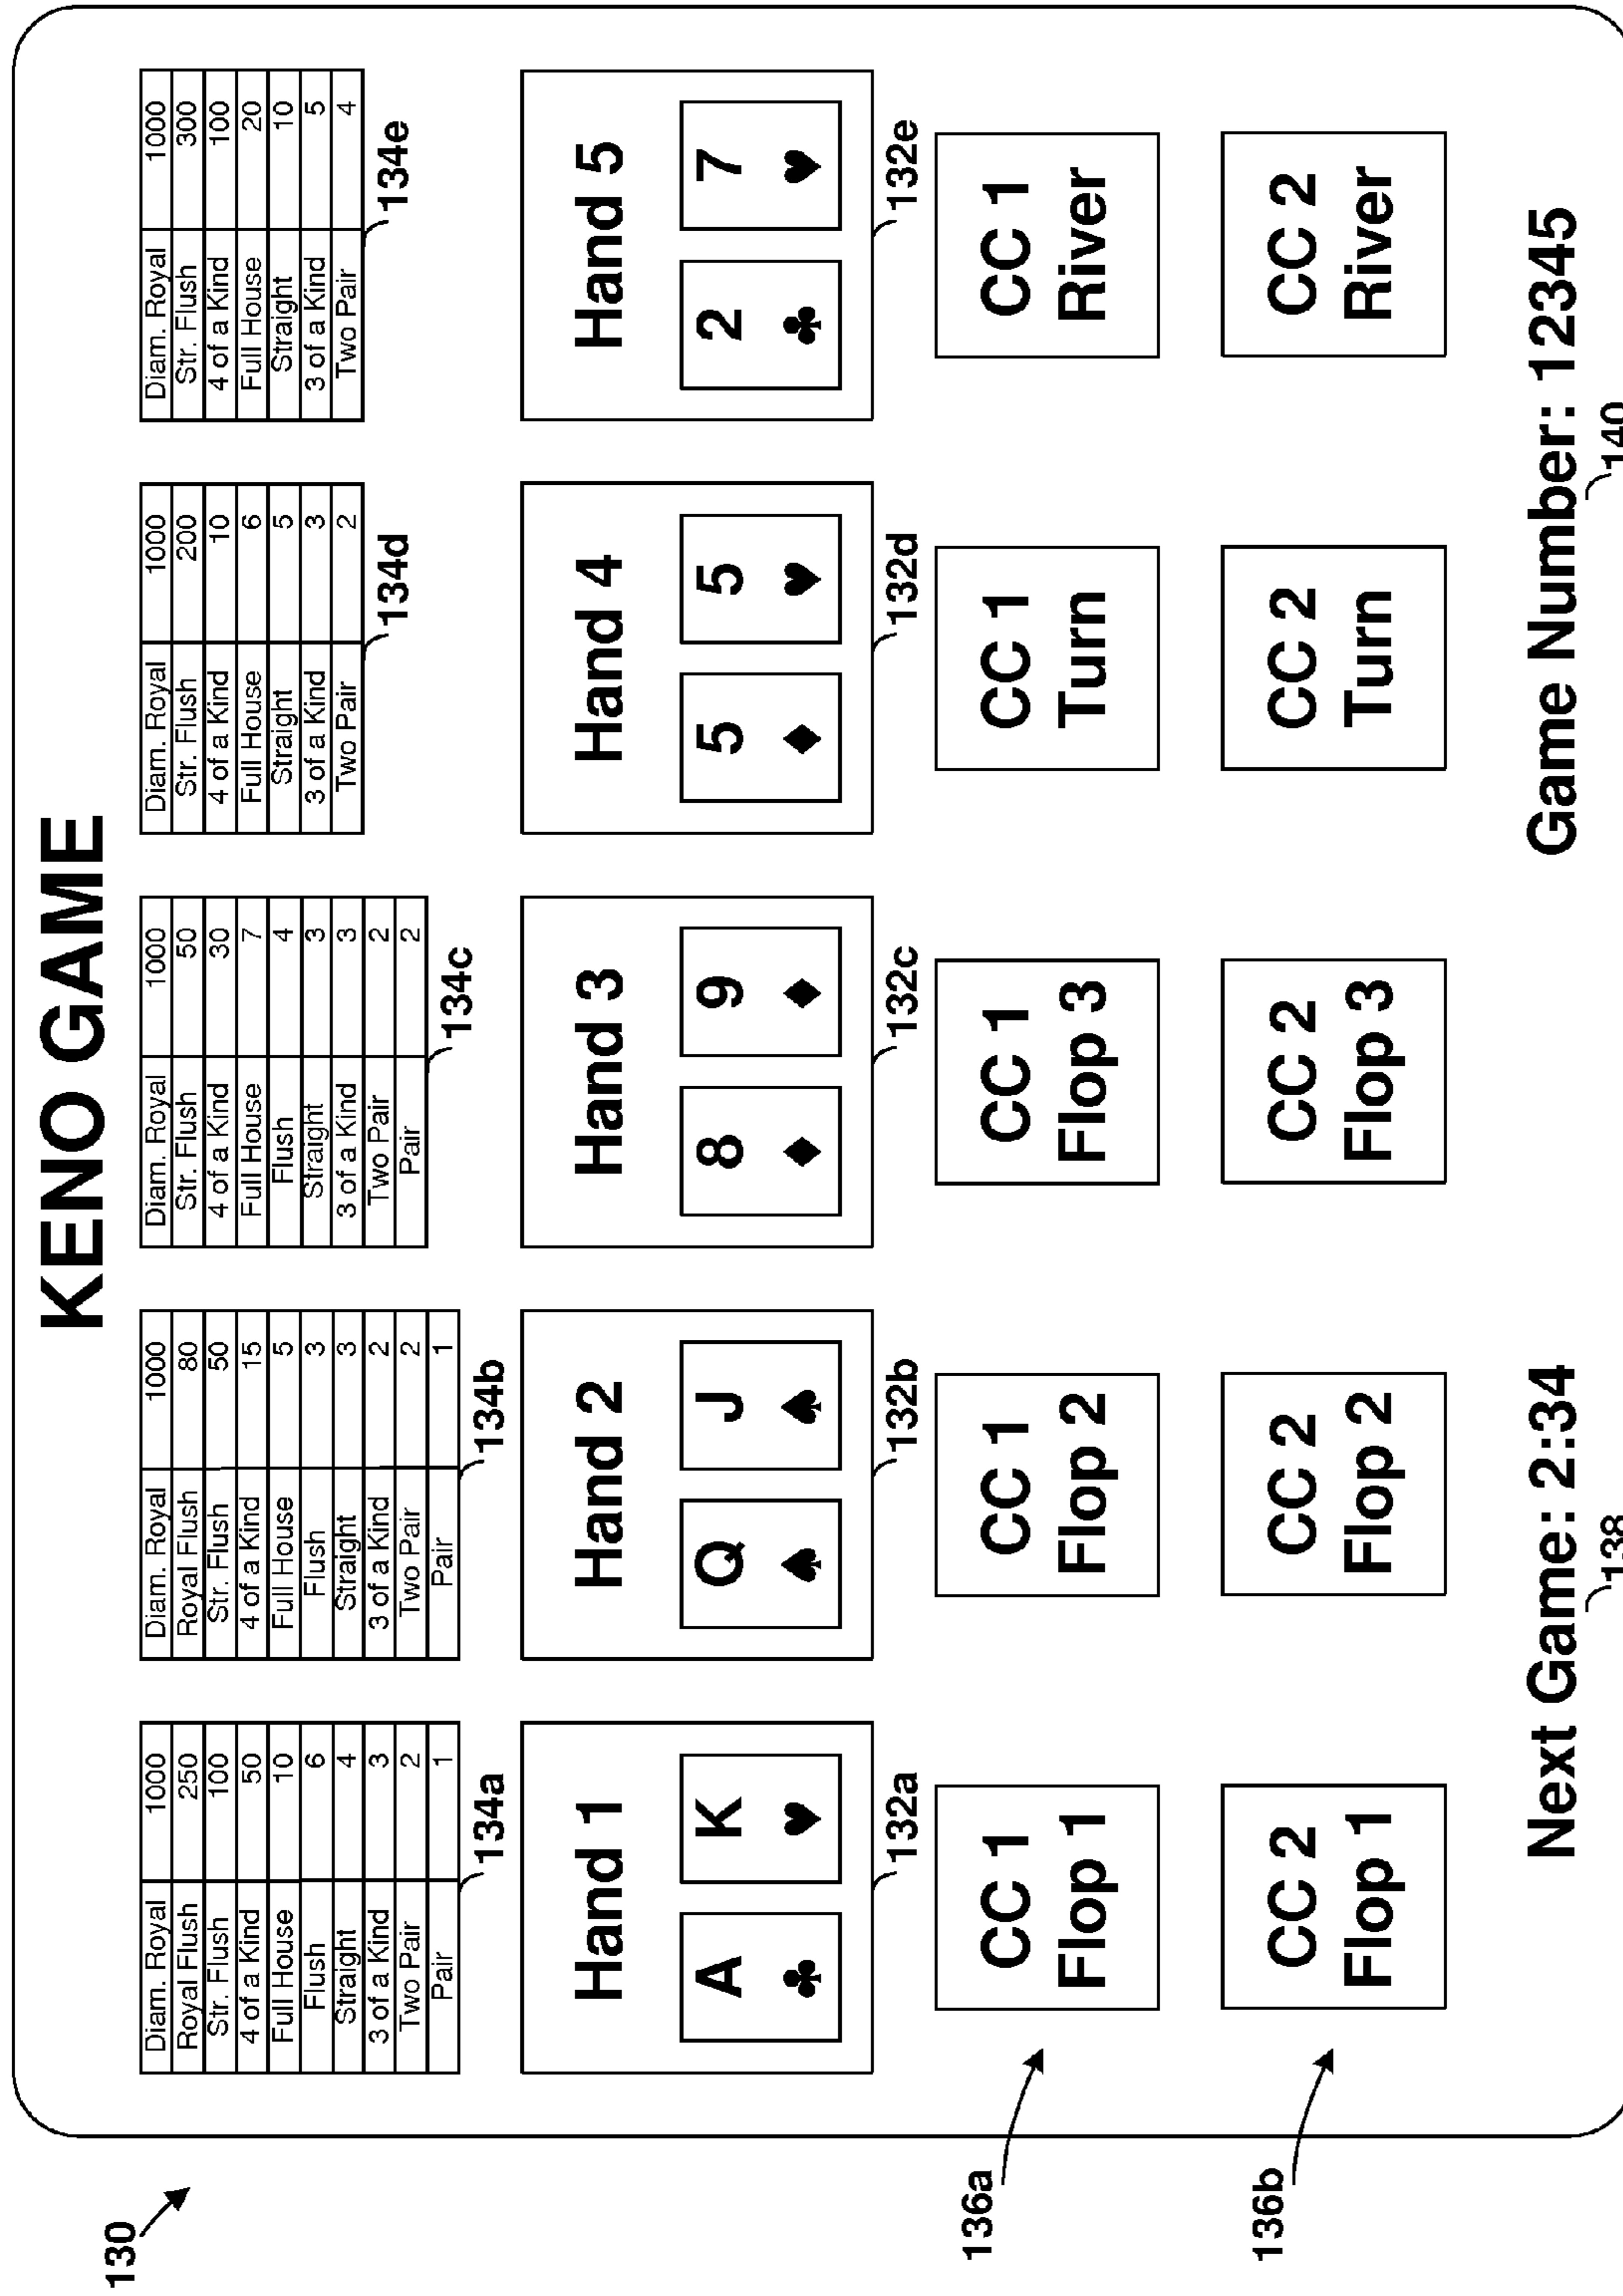 130
KENO GAME
Diam. Royal 1000
Royal Flush 250
Str. Flush 100
4 of a Kind 50
Full House 10
Flush 6
Straight 4
3 of a Kind 3
Two Pair 2
Pair 1
134a
Diam. Royal 1000
Royal Flush 80
Str. Flush 50
4 of a Kind 15
Full House 5
Flush 3
Straight 3
3 of a Kind 2
Two Pair 2
Pair 1
134b
Diam. Royal 1000
Str. Flush 50
4 of a Kind 30
Full House 7
Flush 4
Straight 3
3 of a Kind 3
Two Pair 2
Pair 2
134c
Diam. Royal 1000
Str. Flush 200
4 of a Kind 10
Full House 6
Straight 5
3 of a Kind 3
Two Pair 2
134d
Diam. Royal 1000
Str. Flush 300
4 of a Kind 100
Full House 20
Straight 10
3 of a Kind 5
Two Pair 4
134e
Hand 1
A K
♣ ♥
132a
Hand 2
Q J
♠ ♠
132b
Hand 3
8 9
♦ ♦
132c
Hand 4
5 5
♦ ♥
132d
Hand 5
2 7
♣ ♥
132e
136a
CC 1
Flop 1
CC 1
Flop 2
CC 1
Flop 3
CC 1
Turn
CC 1
River
136b
CC 2
Flop 1
CC 2
Flop 2
CC 2
Flop 3
CC 2
Turn
CC 2
River
Next Game: 2:34
138
Game Number: 12345
140